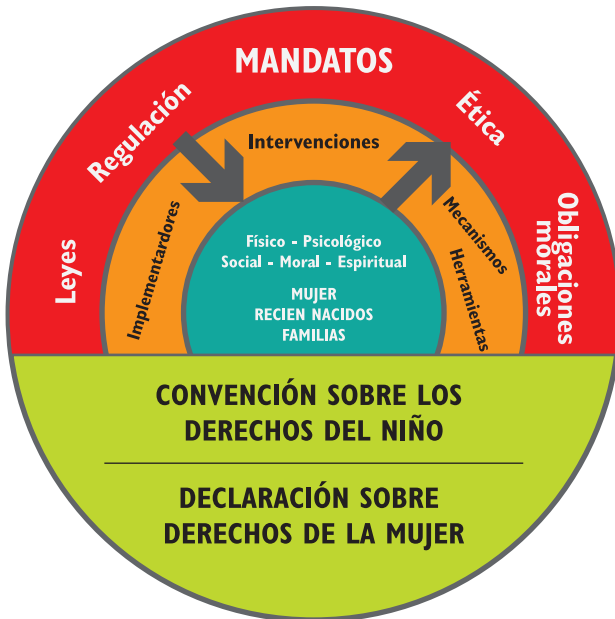 MANDATOS
Leyes
Regulación
Ética
Obligaciones
morales
Implementardores
Intervenciones
Mecanismos
Herramientas
Físico - Psicológico
Social - Moral - Espiritual
MUJER
RECIEN NACIDOS
FAMILIAS
CONVENCIÓN SOBRE LOS
DERECHOS DEL NIÑO
DECLARACIÓN SOBRE
DERECHOS DE LA MUJER